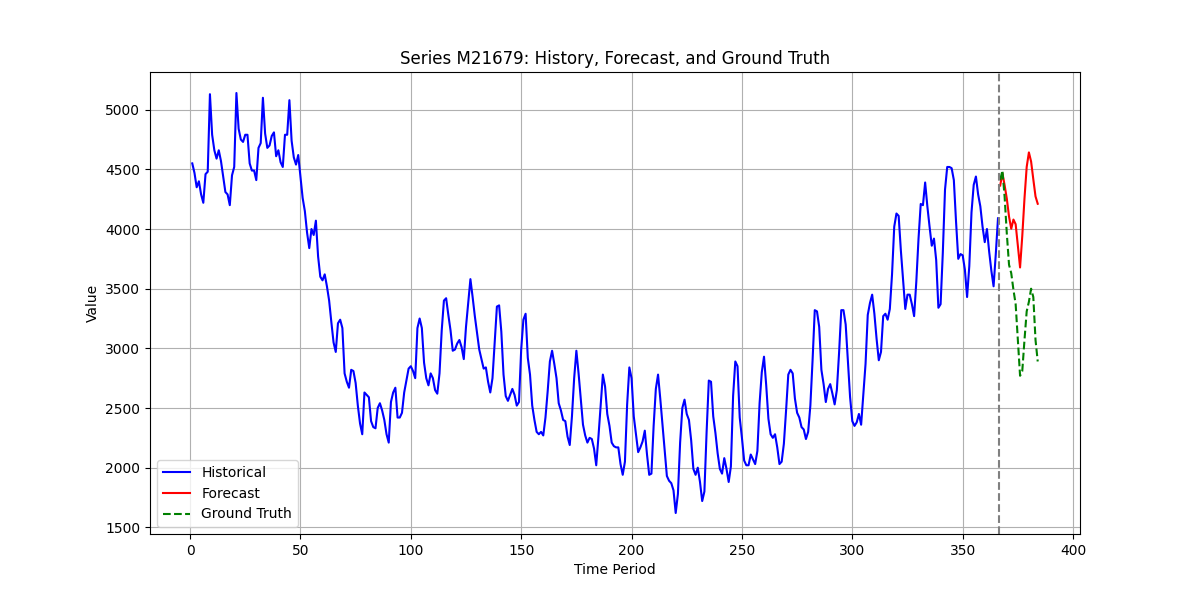 Series M21679: History, Forecast, and Ground Truth
5000
4500
4000
3500
3000
2500
2000
1500
Value
Historical
Forecast
Ground Truth
0 50 100 150 200 250 300 350 400
Time Period